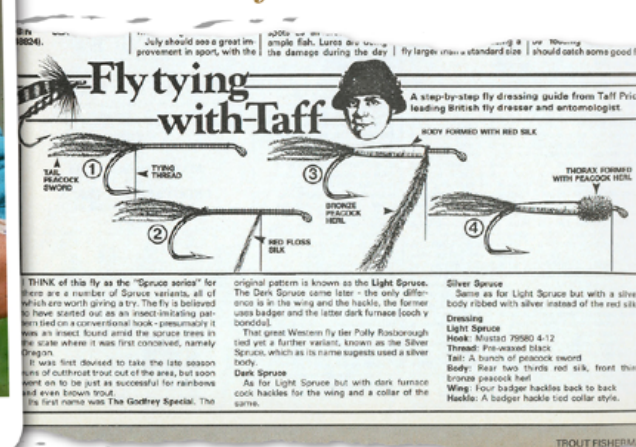 July should see a great im-
provement in sport, with the
ample fish. Lures are
the damage during the day
fly larger than a standard size
should catch some good
Fly tying
with Taff
A step-by-step fly dressing guide from Taff Pric
leading British fly dresser and entomologist.
TAIL
PEACOCK
SWORD
1
TYING
THREAD
2
RED FLOSS
SILK
BODY FORMED WITH RED SILK
3
BRONZE
PEACOCK
HERL
THORAX FORMED
WITH PEACOCK HERL
4
I THINK of this fly as the "Spruce series" for
there are a number of Spruce variants, all of
which are worth giving a try. The fly is believed
to have started out as an insect-imitating pat-
tern tied on a conventional hook - presumably it
was an insect found amid the spruce trees in
the state where it was first conceived, namely
Oregon.
It was first devised to take the late season
runs of cutthroat trout out of the area, but soon
went on to be just as successful for rainbows
and even brown trout.
Its first name was The Godfrey Special. The
original pattern is known as the Light Spruce.
The Dark Spruce came later - the only differ-
ence is in the wing and the hackle, the former
uses badger and the latter dark furnace [coch y
bonddu].
That great Western fly tier Polly Rosborough
tied yet a further variant, known as the Silver
Spruce, which as its name sugests used a silver
body.
Dark Spruce
As for Light Spruce but with dark furnace
cock hackles for the wing and a collar of the
same.
Silver Spruce
Same as for Light Spruce but with a silver
body ribbed with silver instead of the red silk
Dressing
Light Spruce
Hook: Mustad 79580 4-12
Thread: Pre-waxed black
Tail: A bunch of peacock sword
Body: Rear two thirds red silk, front third
bronze peacock herl
Wing: Four badger hackles back to back
Hackle: A badger hackle tied collar style.
TROUT FISHERM